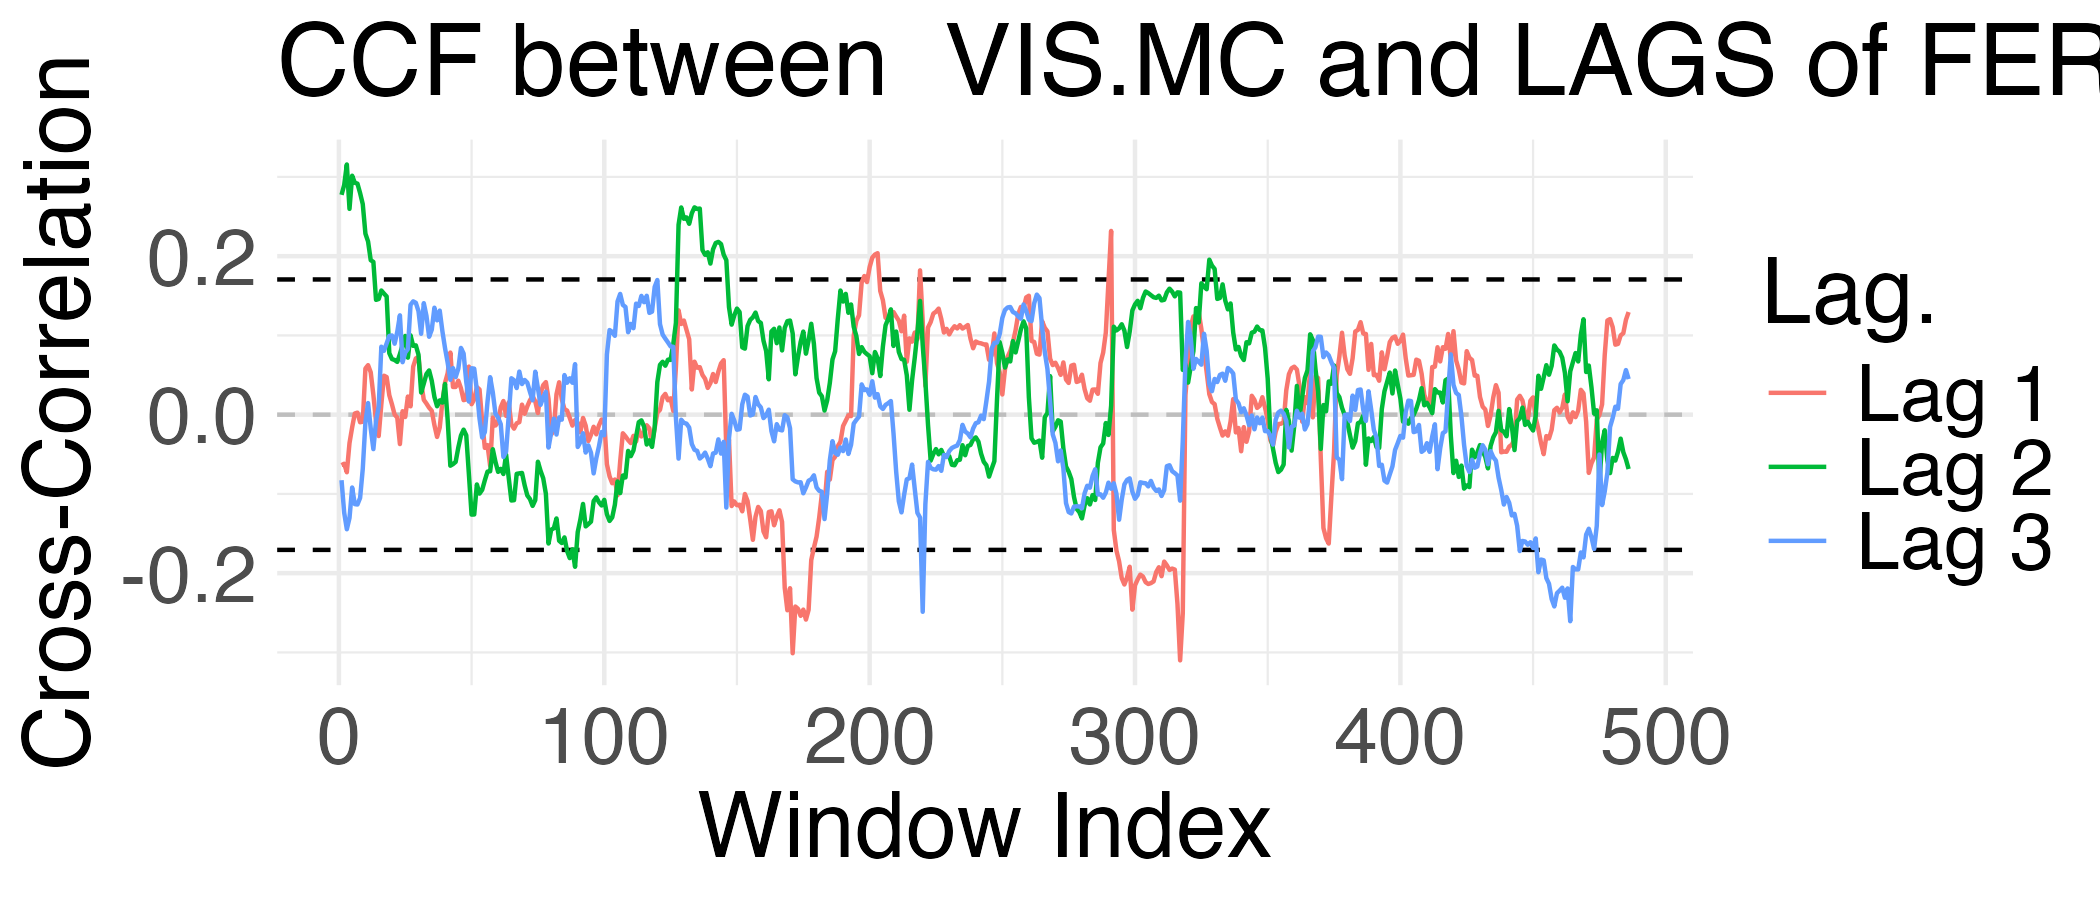 CCF between VIS.MC and LAGS of FER
Cross-Correlation
0.2
0.0
-0.2
0
100
200
300
400
500
Window Index
Lag.
Lag 1
Lag 2
Lag 3